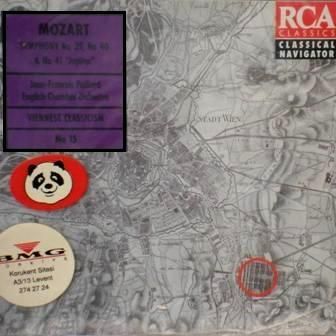 MOZART
SYMPHONY No. 39, No 40
& No. 41 "Jupiter"
Jean-François Paillard
English Chamber Orchestra
VIENNESE CLASSICISM
No 15
RCA
CLASSICS
CLASSICAL
NAVIGATOR
STADT WIEN
BMG
Korukent Sitesi
A3/13 Levent
274 27 24